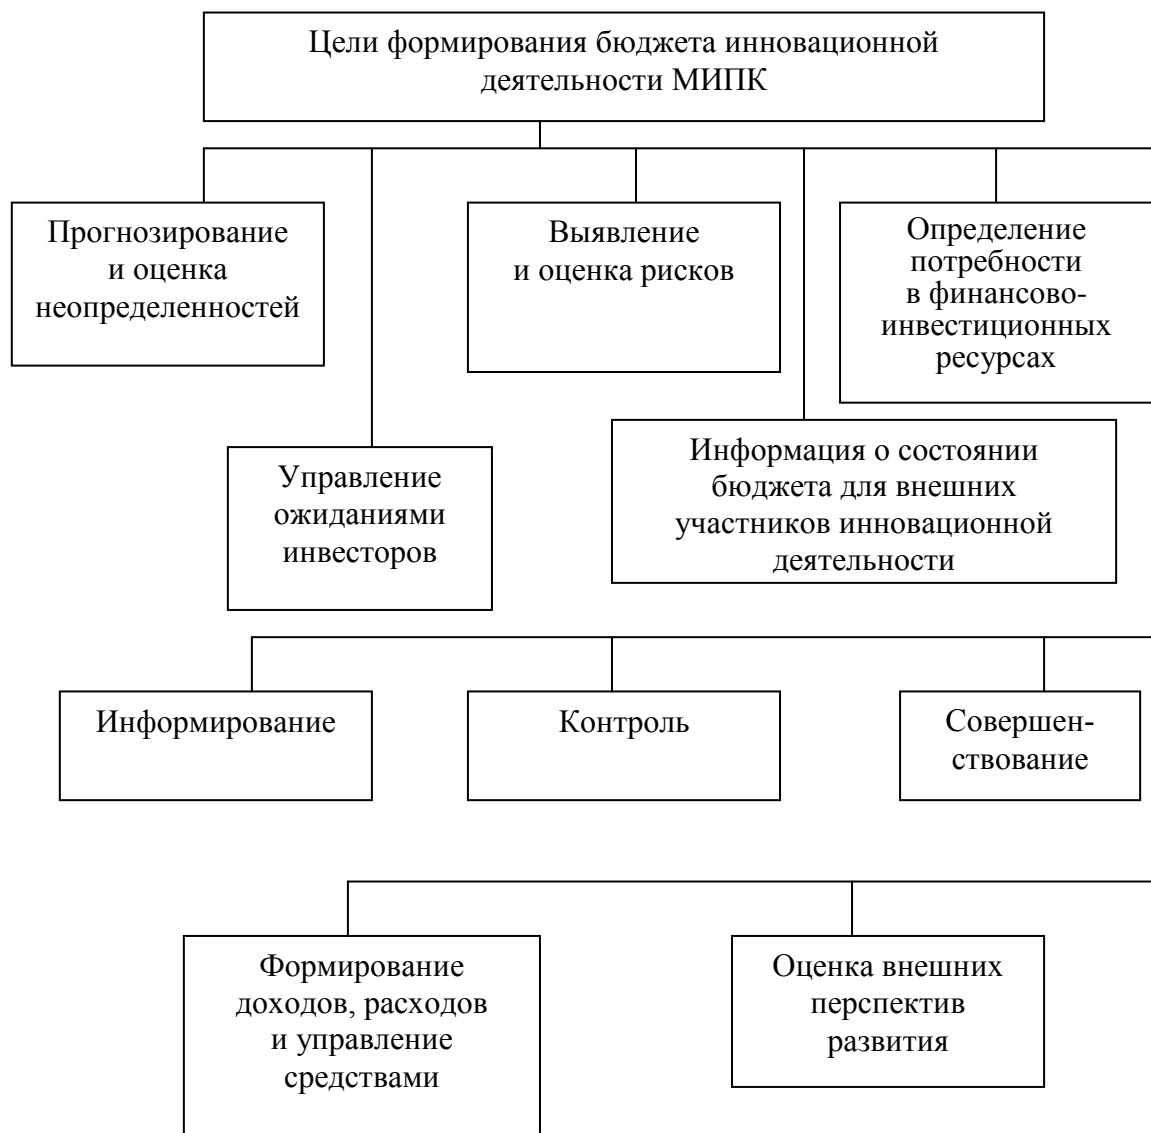 Цели формирования бюджета инновационной
деятельности МИПК
Прогнозирование
и оценка
неопределенностей
Выявление
и оценка рисков
Определение
потребности
в финансово-
инвестиционных
ресурсах
Управление
ожиданиями
инвесторов
Информация о состоянии
бюджета для внешних
участников инновационной
деятельности
Информирование
Контроль
Совершен-
ствование
Формирование
доходов, расходов
и управление
средствами
Оценка внешних
перспектив
развития